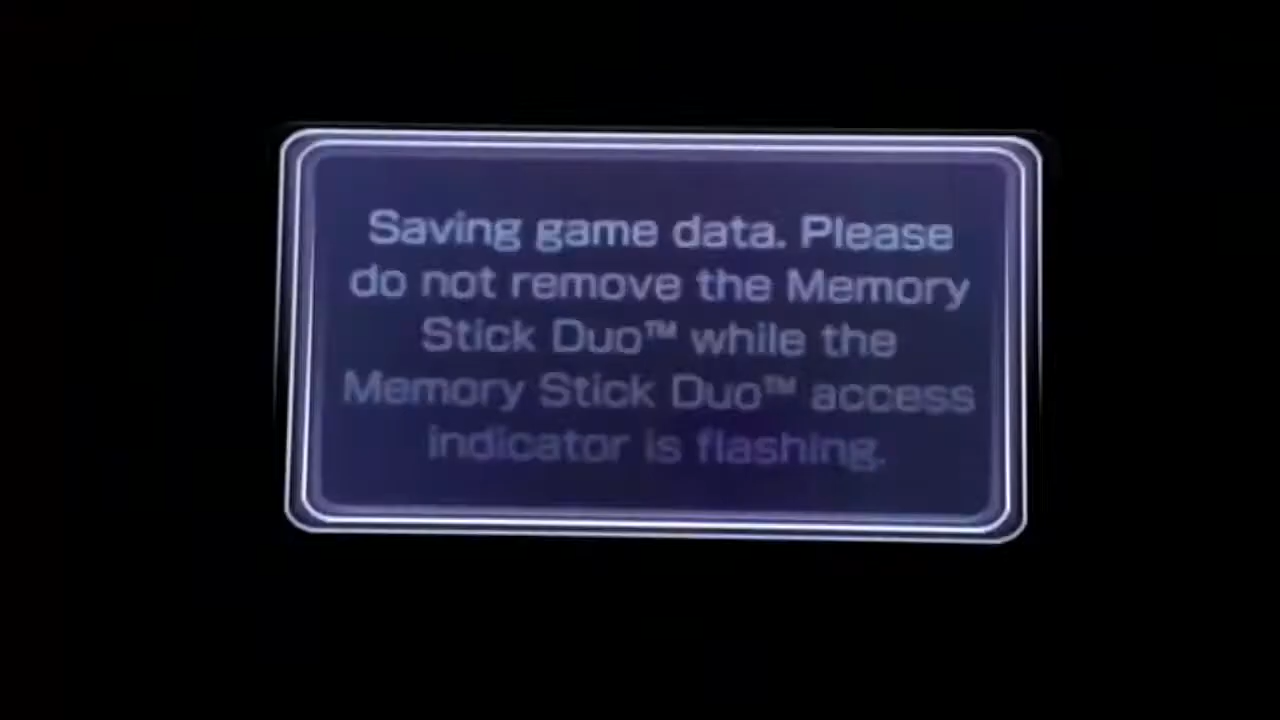 Saving game data. Please
do not remove the Memory
Stick Duo™ while the
Memory Stick Duo™ access
indicator is flashing.